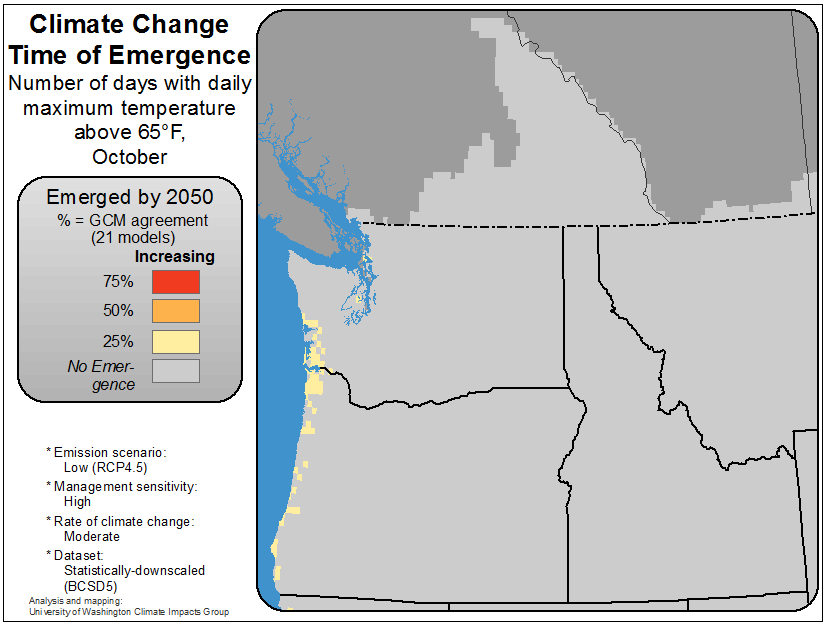 Climate Change
Time of Emergence
Number of days with daily
maximum temperature
above 65°F,
October
Emerged by 2050
% = GCM agreement
(21 models)
Increasing
75%
50%
25%
No Emer-
gence
* Emission scenario:
Low (RCP4.5)
* Management sensitivity:
High
* Rate of climate change:
Moderate
* Dataset:
Statistically-downscaled
(BCSD5)
Analysis and mapping:
University of Washington Climate Impacts Group